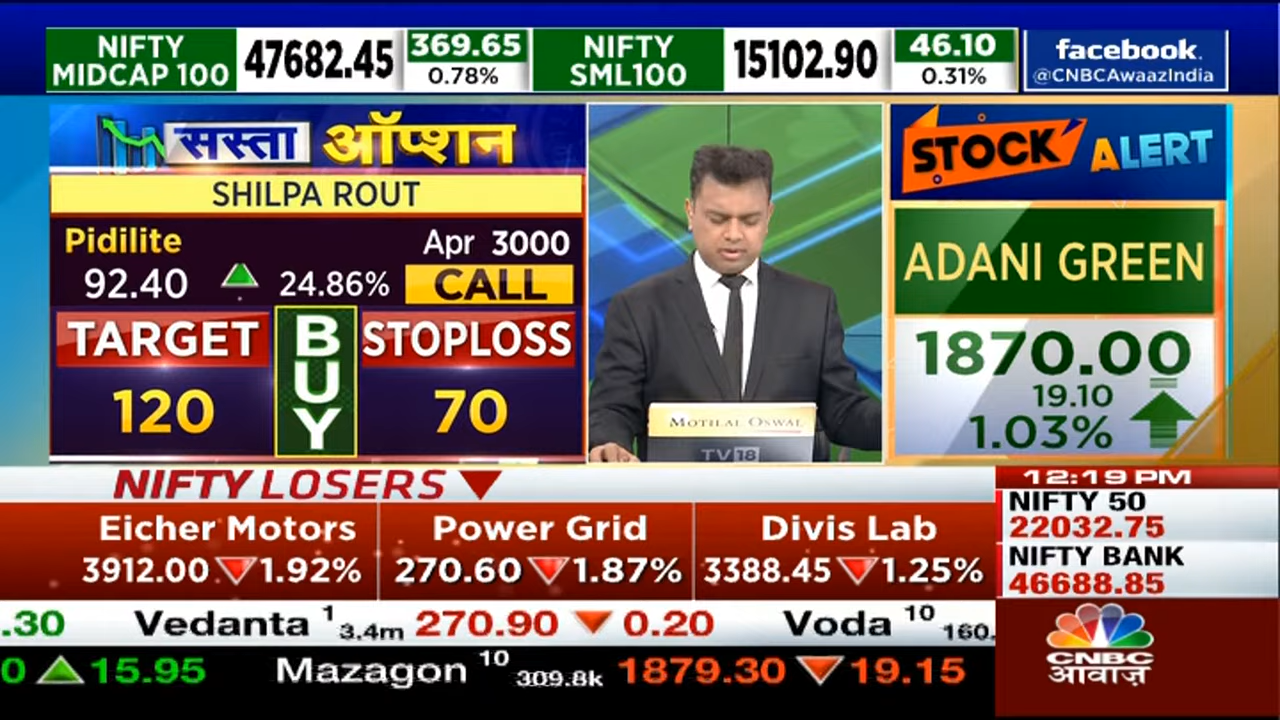 NIFTY
MIDCAP 100
47682.45
369.65
0.78%
NIFTY
SML100
15102.90
46.10
0.31%
facebook.
@CNBCAwaazIndia
सस्ता ऑप्शन
SHILPA ROUT
Pidilite Apr 3000
92.40 24.86% CALL
TARGET BUY STOPLOSS
120 70
MOTILAL OSWAL
TV18
STOCK ALERT
ADANI GREEN
1870.00
19.10
1.03%
NIFTY LOSERS
Eicher Motors
3912.00 1.92%
Power Grid
270.60 1.87%
Divis Lab
3388.45 1.25%
12:19 PM
NIFTY 50
22032.75
NIFTY BANK
46688.85
.30 Vedanta 1 3.4m 270.90 0.20 Voda 10 160.
0 15.95 Mazagon 10 309.8k 1879.30 19.15
CNBC
आवाज़